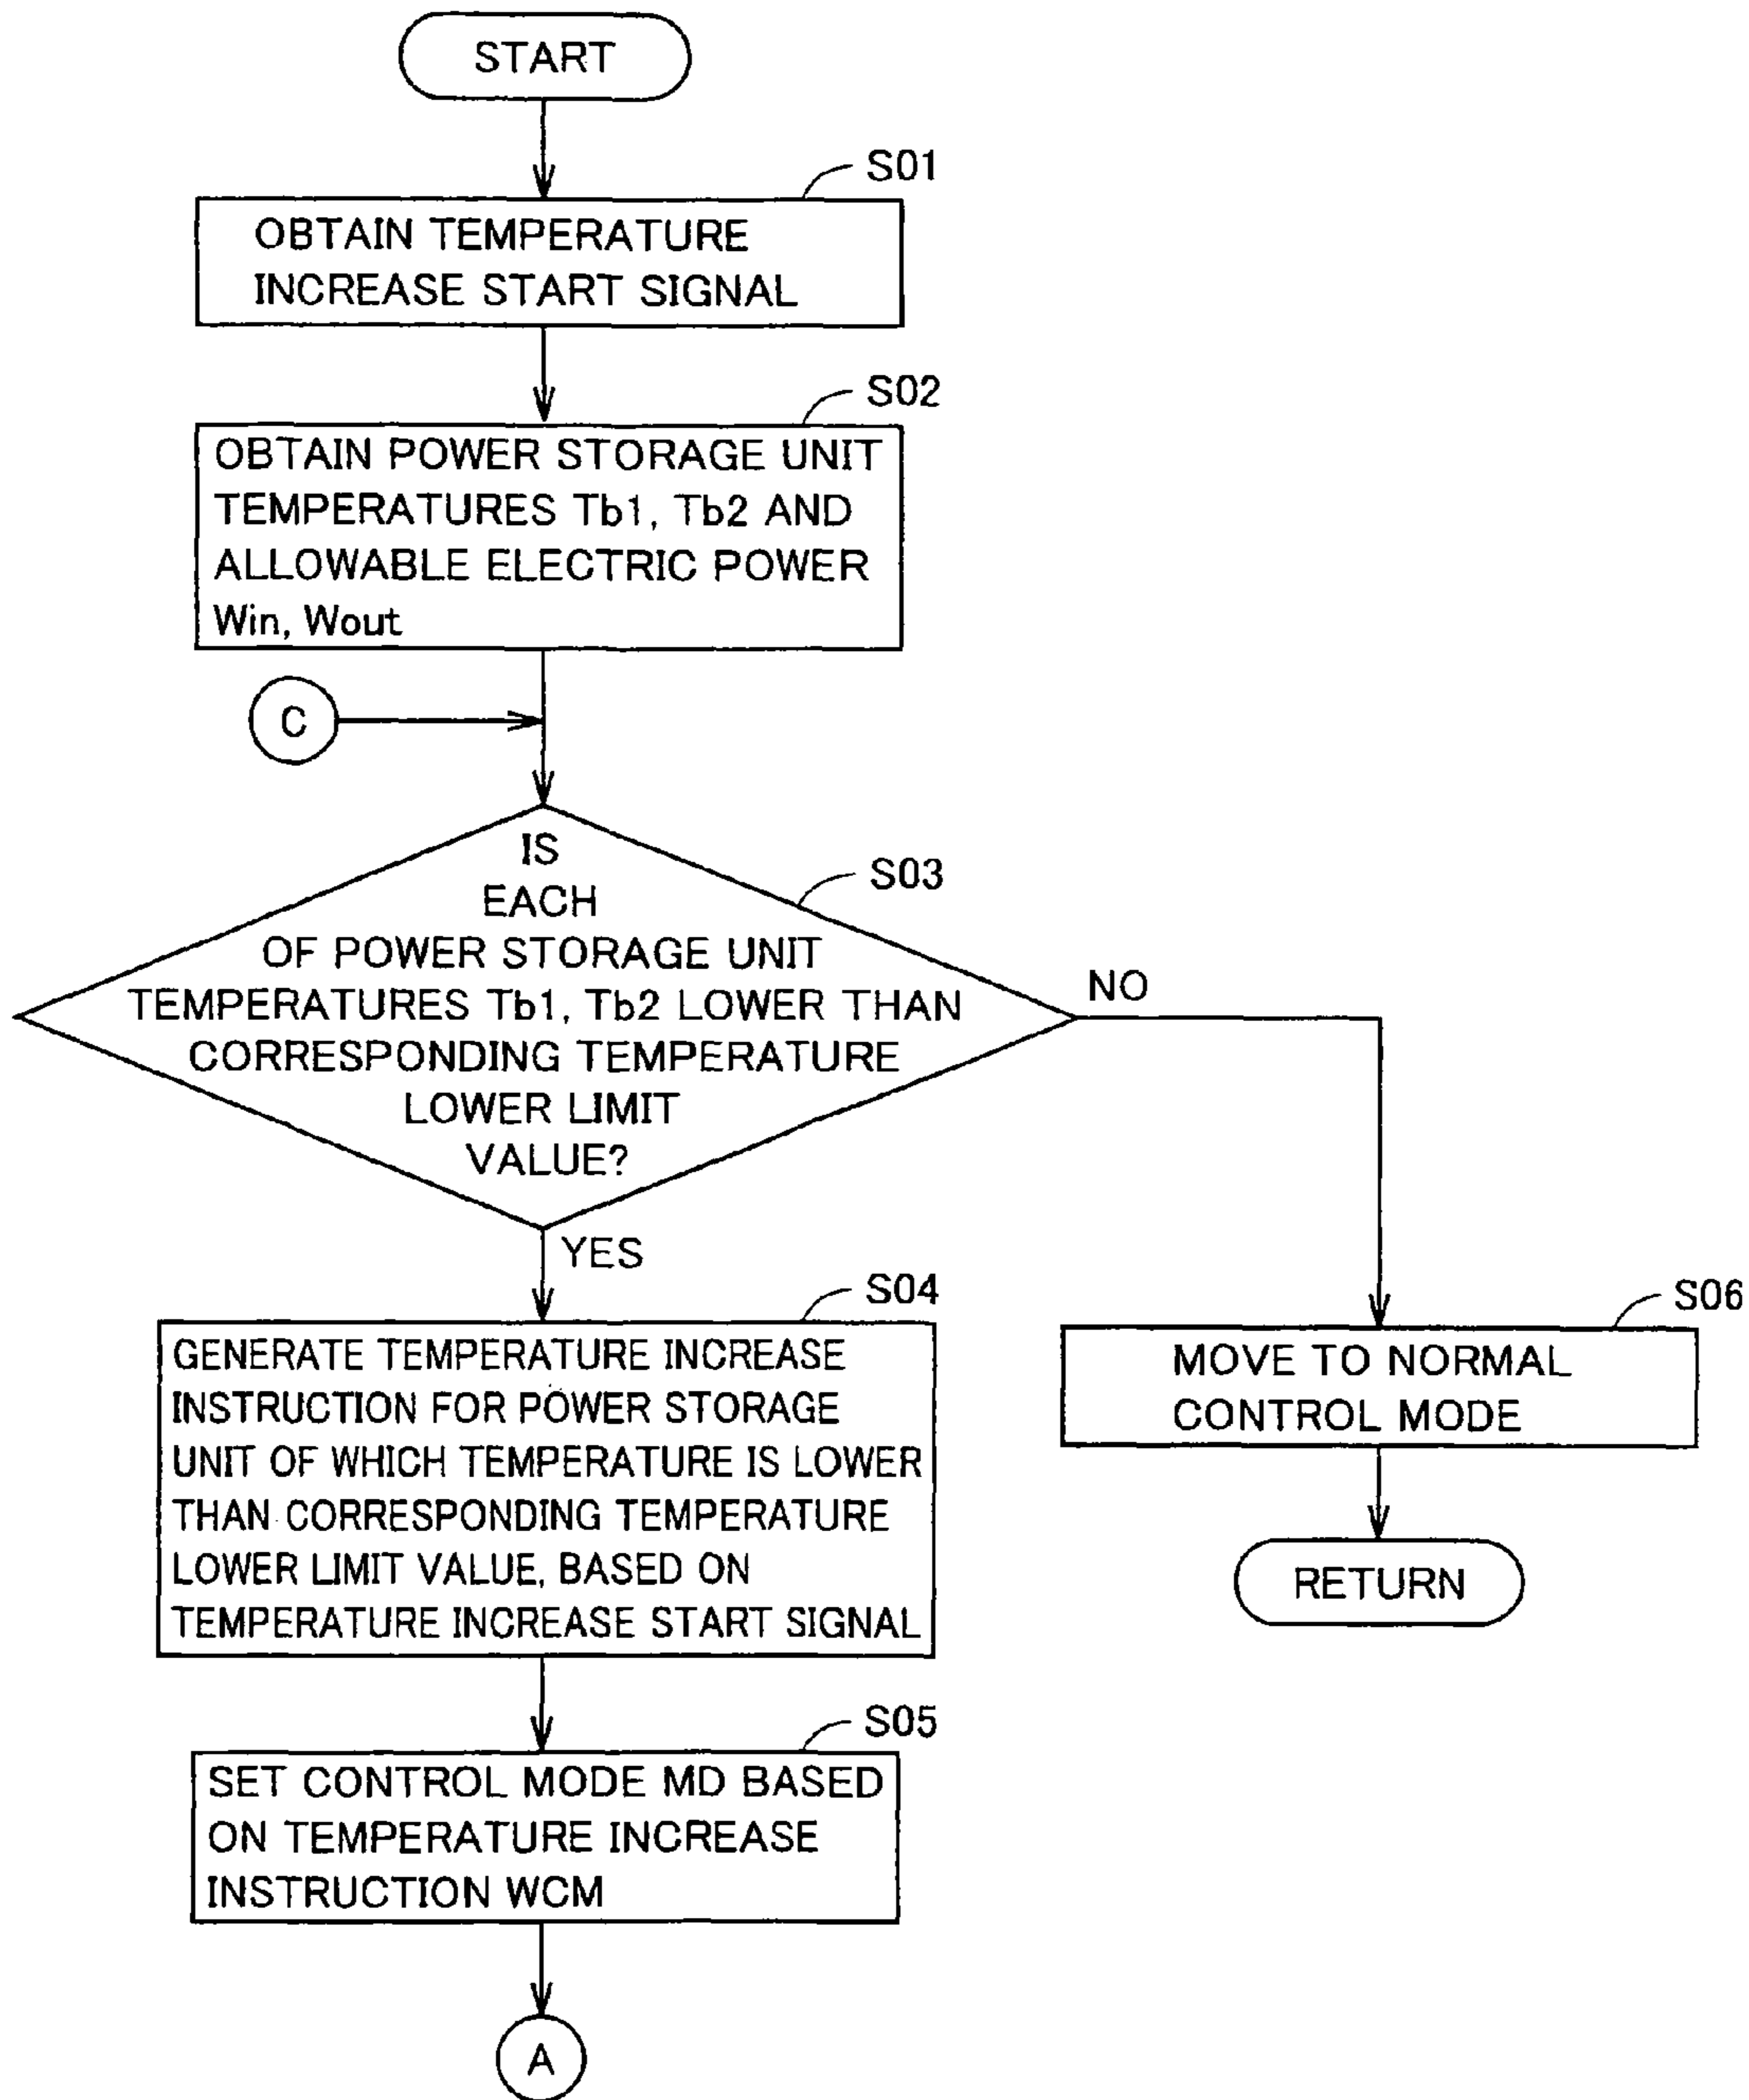 START
S01
OBTAIN TEMPERATURE
INCREASE START SIGNAL
S02
OBTAIN POWER STORAGE UNIT
TEMPERATURES Tb1, Tb2 AND
ALLOWABLE ELECTRIC POWER
Win, Wout
C
S03
IS
EACH
OF POWER STORAGE UNIT
TEMPERATURES Tb1, Tb2 LOWER THAN
CORRESPONDING TEMPERATURE
LOWER LIMIT
VALUE?
NO
YES
S04
GENERATE TEMPERATURE INCREASE
INSTRUCTION FOR POWER STORAGE
UNIT OF WHICH TEMPERATURE IS LOWER
THAN CORRESPONDING TEMPERATURE
LOWER LIMIT VALUE, BASED ON
TEMPERATURE INCREASE START SIGNAL
S06
MOVE TO NORMAL
CONTROL MODE
RETURN
S05
SET CONTROL MODE MD BASED
ON TEMPERATURE INCREASE
INSTRUCTION WCM
A